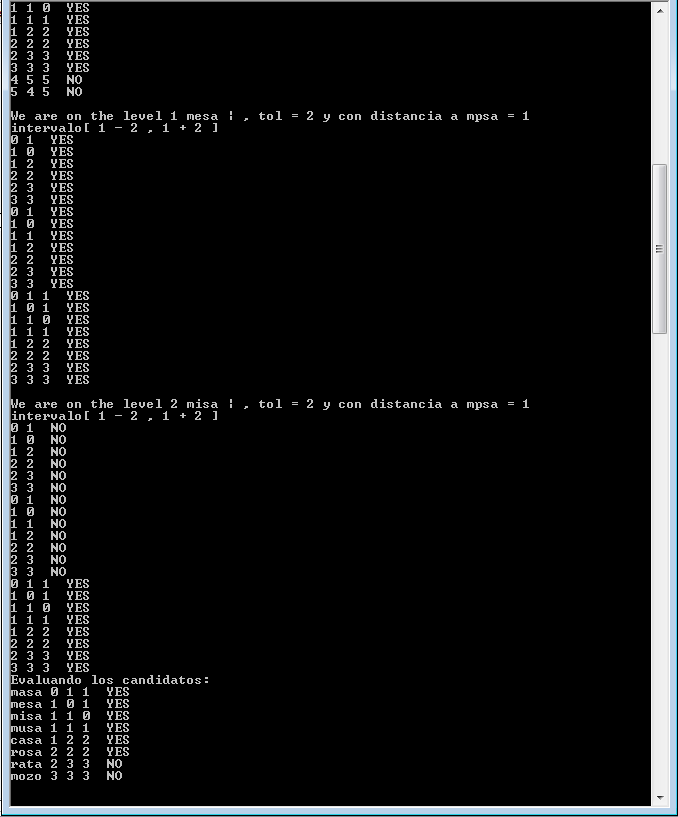 1 1 0  YES
1 1 1  YES
1 2 2  YES
2 2 2  YES
2 3 3  YES
3 3 3  YES
4 5 5  NO
5 4 5  NO

We are on the level 1 mesa ¦ , tol = 2 y con distancia a mpsa = 1
intervalo[ 1 - 2 , 1 + 2 ]
0 1  YES
1 0  YES
1 2  YES
2 2  YES
2 3  YES
3 3  YES
0 1  YES
1 0  YES
1 1  YES
1 2  YES
2 2  YES
2 3  YES
3 3  YES
0 1 1  YES
1 0 1  YES
1 1 0  YES
1 1 1  YES
1 2 2  YES
2 2 2  YES
2 3 3  YES
3 3 3  YES

We are on the level 2 misa ¦ , tol = 2 y con distancia a mpsa = 1
intervalo[ 1 - 2 , 1 + 2 ]
0 1  NO
1 0  NO
1 2  NO
2 2  NO
2 3  NO
3 3  NO
0 1  NO
1 0  NO
1 1  NO
1 2  NO
2 2  NO
2 3  NO
3 3  NO
0 1 1  YES
1 0 1  YES
1 1 0  YES
1 1 1  YES
1 2 2  YES
2 2 2  YES
2 3 3  YES
3 3 3  YES
Evaluando los candidatos:
masa 0 1 1  YES
mesa 1 0 1  YES
misa 1 1 0  YES
musa 1 1 1  YES
casa 1 2 2  YES
rosa 2 2 2  YES
rata 2 3 3  NO
mozo 3 3 3  NO